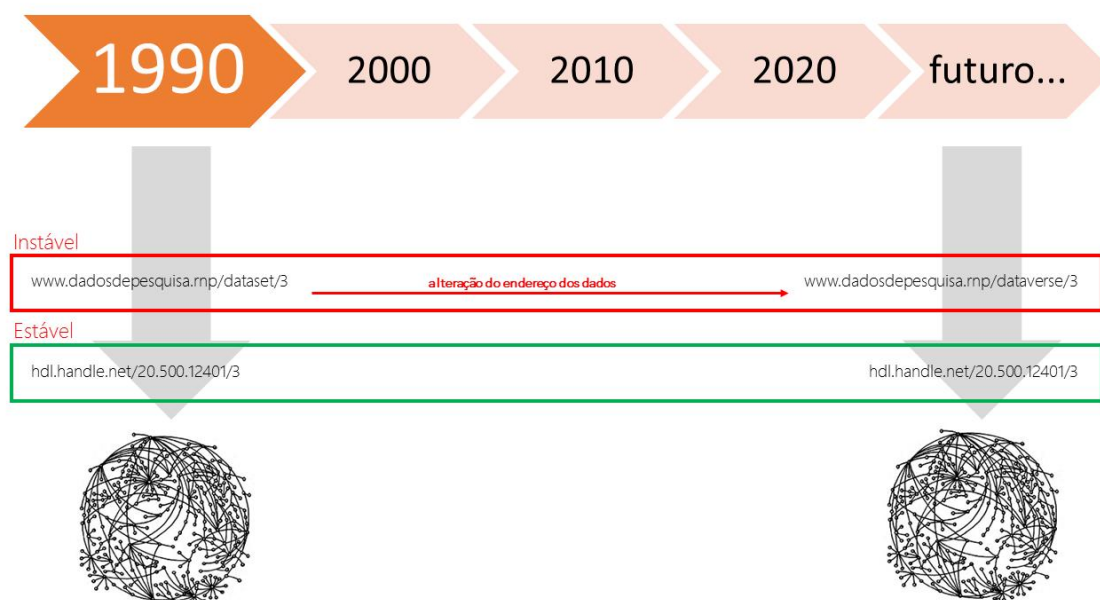 1990
2000
2010
2020
futuro...
Instável
www.dadosdepesquisa.rnp/dataset/3
alteração do endereço dos dados
www.dadosdepesquisa.rnp/dataverse/3
Estável
hdl.handle.net/20.500.12401/3
hdl.handle.net/20.500.12401/3